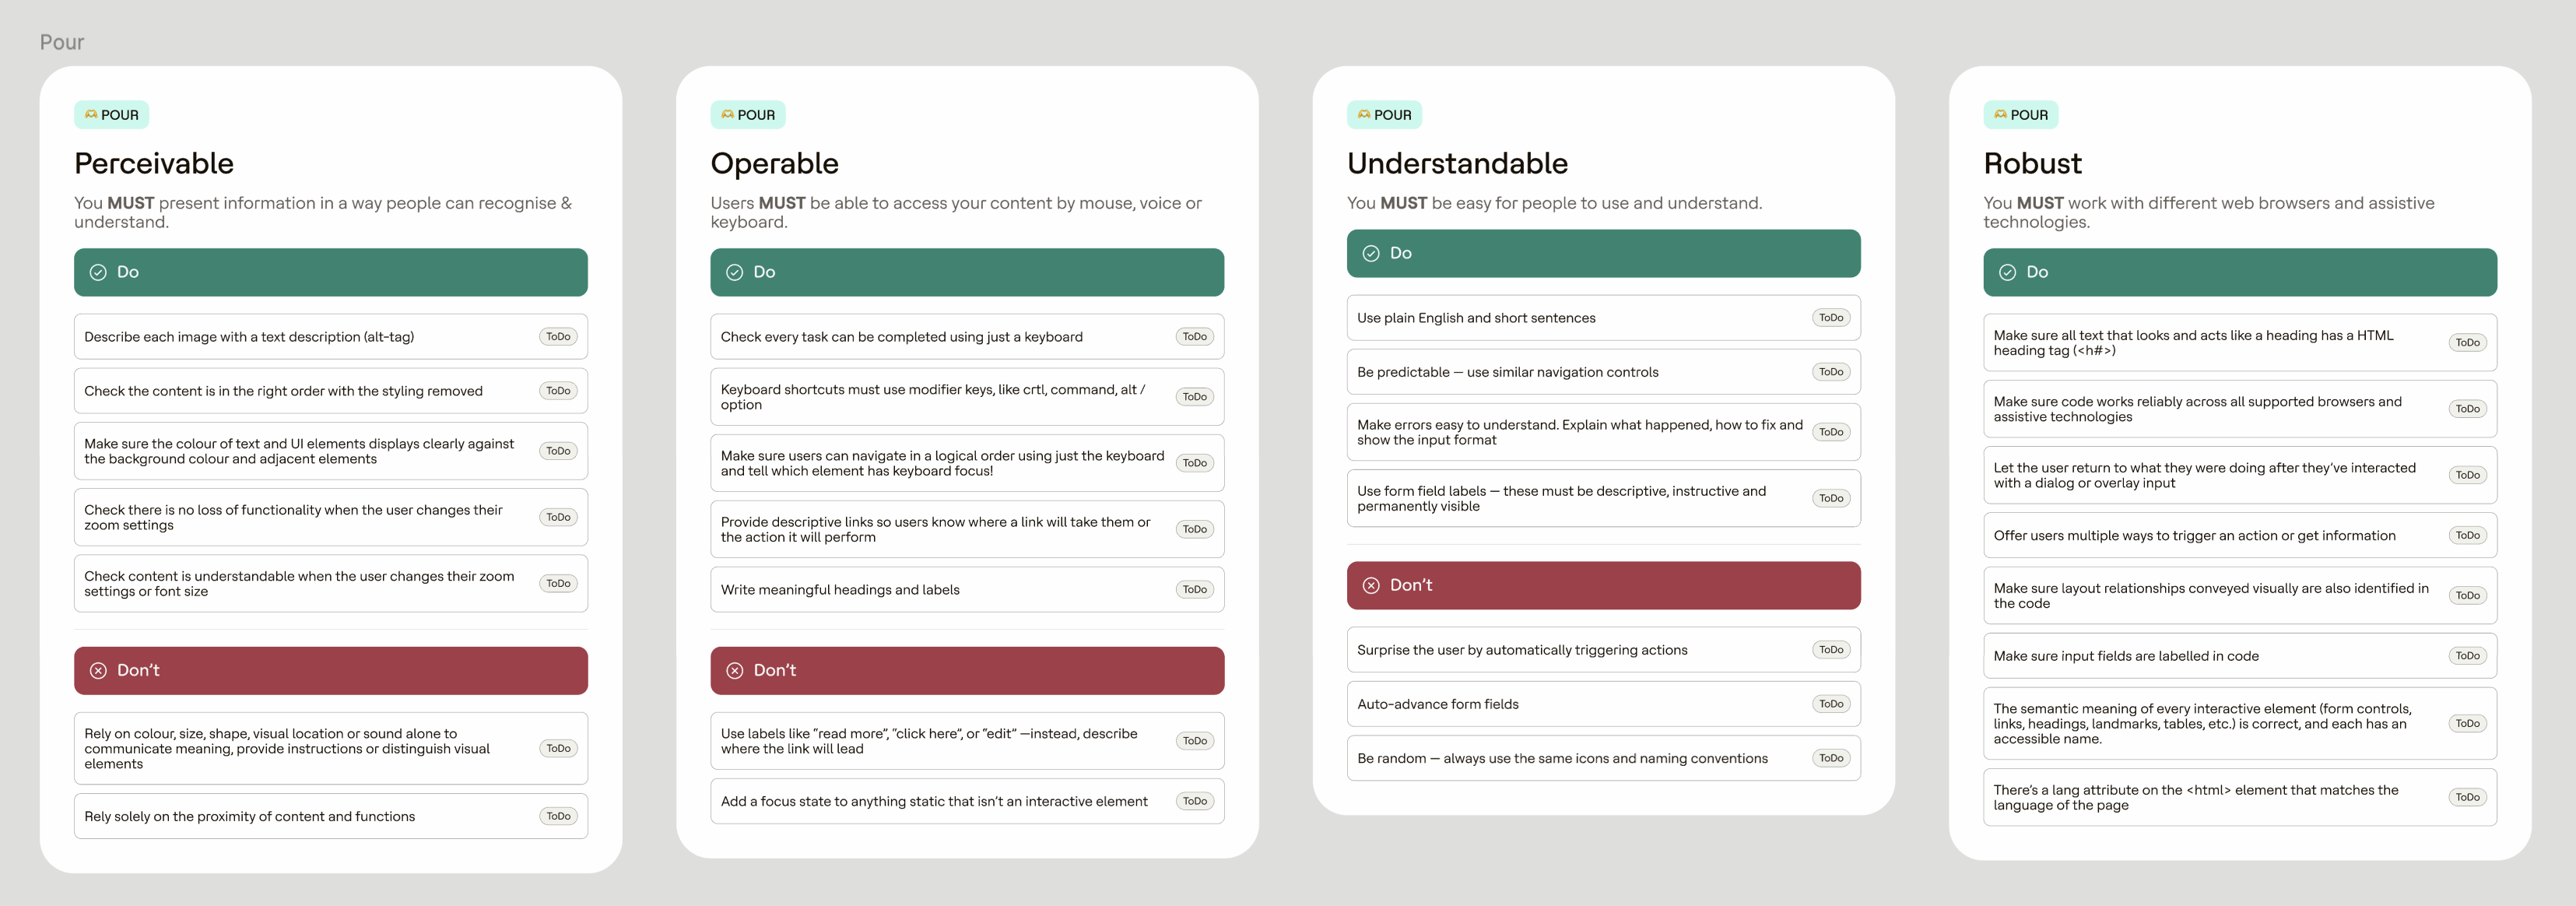 Pour
POUR
Perceivable
You MUST present information in a way people can recognise &
understand.
Do
Describe each image with a text description (alt-tag)
ToDo
Check the content is in the right order with the styling removed
ToDo
Make sure the colour of text and UI elements displays clearly against
the background colour and adjacent elements
ToDo
Check there is no loss of functionality when the user changes their
zoom settings
ToDo
Check content is understandable when the user changes their zoom
settings or font size
ToDo
Don't
Rely on colour, size, shape, visual location or sound alone to
communicate meaning, provide instructions or distinguish visual
elements
ToDo
Rely solely on the proximity of content and functions
ToDo
POUR
Operable
Users MUST be able to access your content by mouse, voice or
keyboard.
Do
Check every task can be completed using just a keyboard
ToDo
Keyboard shortcuts must use modifier keys, like crtl, command, alt /
option
ToDo
Make sure users can navigate in a logical order using just the keyboard
and tell which element has keyboard focus!
ToDo
Provide descriptive links so users know where a link will take them or
the action it will perform
ToDo
Write meaningful headings and labels
ToDo
Don't
Use labels like "read more", "click here", or "edit" —instead, describe
where the link will lead
ToDo
Add a focus state to anything static that isn't an interactive element
ToDo
POUR
Understandable
You MUST be easy for people to use and understand.
Do
Use plain English and short sentences
ToDo
Be predictable — use similar navigation controls
ToDo
Make errors easy to understand. Explain what happened, how to fix and
show the input format
ToDo
Use form field labels — these must be descriptive, instructive and
permanently visible
ToDo
Don't
Surprise the user by automatically triggering actions
ToDo
Auto-advance form fields
ToDo
Be random — always use the same icons and naming conventions
ToDo
POUR
Robust
You MUST work with different web browsers and assistive
technologies.
Do
Make sure all text that looks and acts like a heading has a HTML
heading tag (<h#>)
ToDo
Make sure code works reliably across all supported browsers and
assistive technologies
ToDo
Let the user return to what they were doing after they've interacted
with a dialog or overlay input
ToDo
Offer users multiple ways to trigger an action or get information
ToDo
Make sure layout relationships conveyed visually are also identified in
the code
ToDo
Make sure input fields are labelled in code
ToDo
The semantic meaning of every interactive element (form controls,
links, headings, landmarks, tables, etc.) is correct, and each has an
accessible name.
ToDo
There's a lang attribute on the <html> element that matches the
language of the page
ToDo